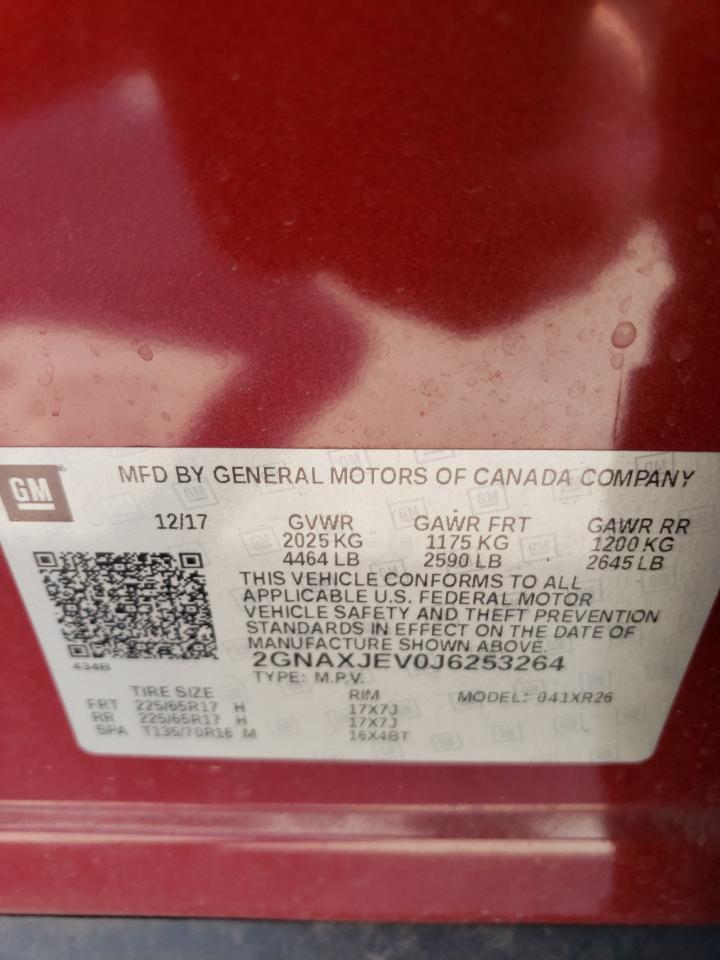 GM
MFD BY GENERAL MOTORS OF CANADA COMPANY
12/17 GVWR GAWR FRT GAWR RR
2025 KG 1175 KG 1200 KG
4464 LB 2590 LB 2645 LB
THIS VEHICLE CONFORMS TO ALL
APPLICABLE U.S. FEDERAL MOTOR
VEHICLE SAFETY AND THEFT PREVENTION
STANDARDS IN EFFECT ON THE DATE OF
MANUFACTURE SHOWN ABOVE.
434B
2GNAXJEV0J6253264
TYPE: M.P.V.
TIRE SIZE RIM MODEL: 041XR26
FRT 225/65R17 H 17X7J
RR 225/65R17 H 17X7J
SPA T135/70R16 M 16X4BT